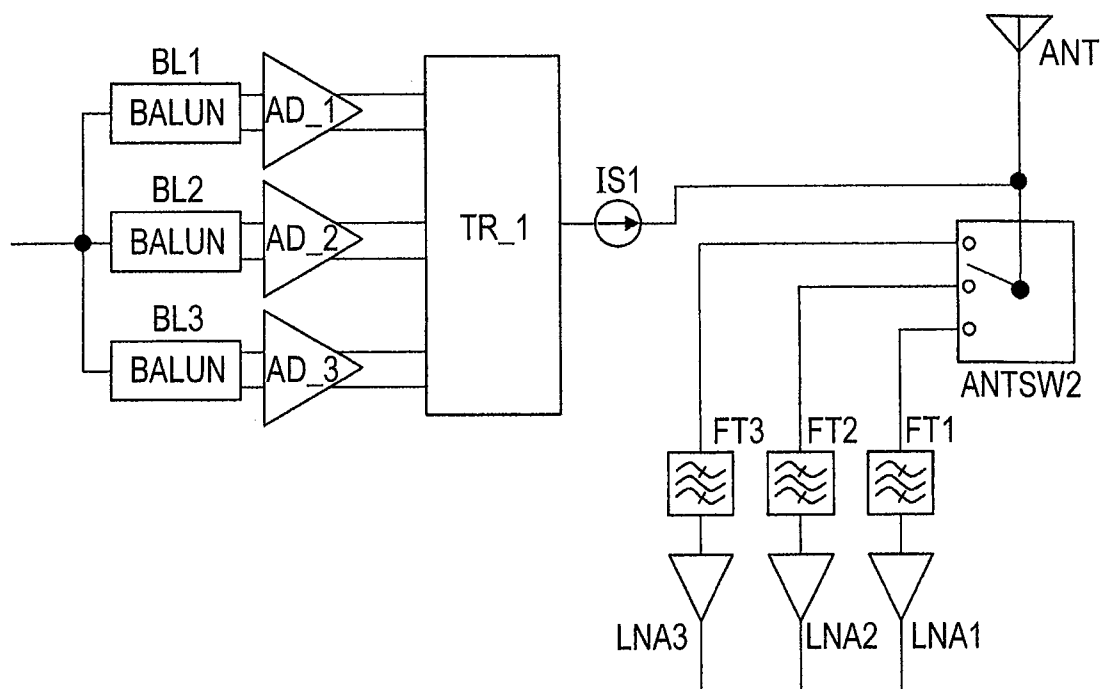 ANT
BL1
BALUN
AD_1
BL2
BALUN
AD_2
TR_1
IS1
BL3
BALUN
AD_3
ANTSW2
FT3
FT2
FT1
LNA3
LNA2
LNA1